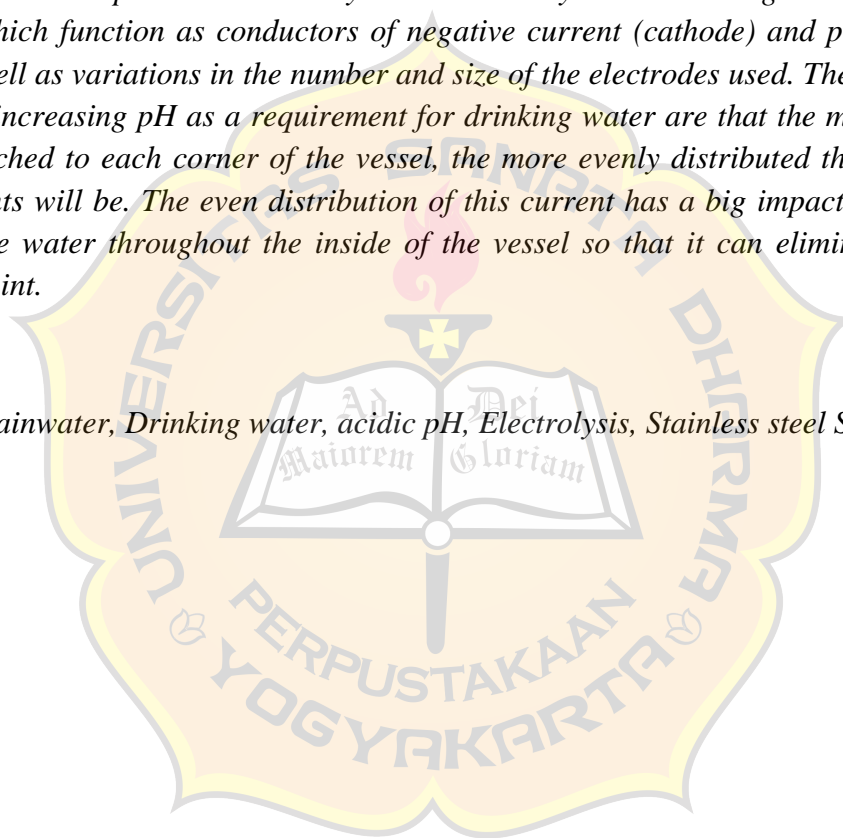 which function as conductors of negative current (cathode) and p
ell as variations in the number and size of the electrodes used. The
increasing pH as a requirement for drinking water are that the m
ched to each corner of the vessel, the more evenly distributed th
nts will be. The even distribution of this current has a big impact
e water throughout the inside of the vessel so that it can elimin
int.
ainwater, Drinking water, acidic pH, Electrolysis, Stainless steel S
UNIVERSITAS SANATA DHARMA
Ad Dei
Maiorem Gloriam
PERPUSTAKAAN
YOGYAKARTA